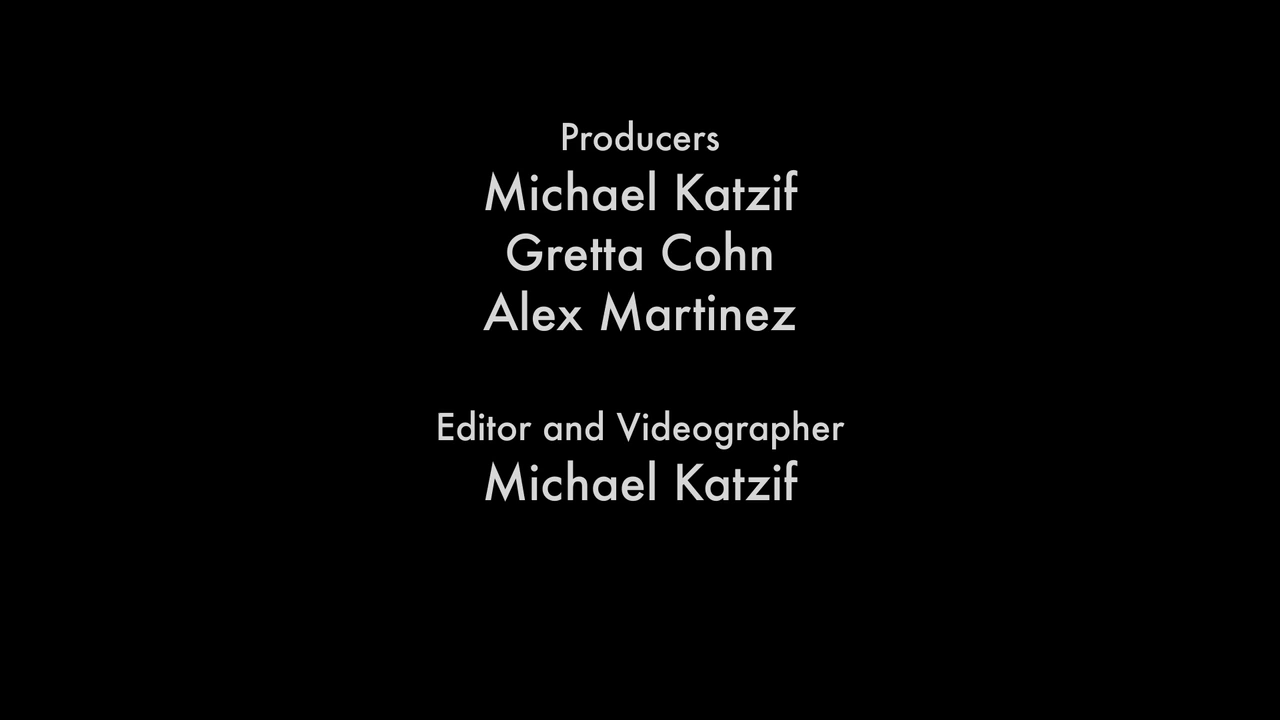 Producers
Michael Katzif
Gretta Cohn
Alex Martinez
Editor and Videographer
Michael Katzif